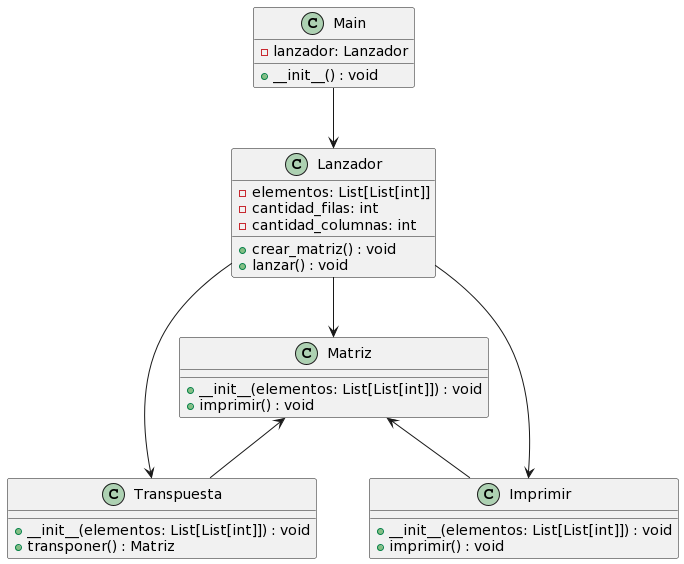 C Main
lanzador: Lanzador
__init__() : void
C Lanzador
elementos: List[List[int]]
cantidad_filas: int
cantidad_columnas: int
crear_matriz() : void
lanzar() : void
C Matriz
__init__(elementos: List[List[int]]) : void
imprimir() : void
C Transpuesta
__init__(elementos: List[List[int]]) : void
transponer() : Matriz
C Imprimir
__init__(elementos: List[List[int]]) : void
imprimir() : void